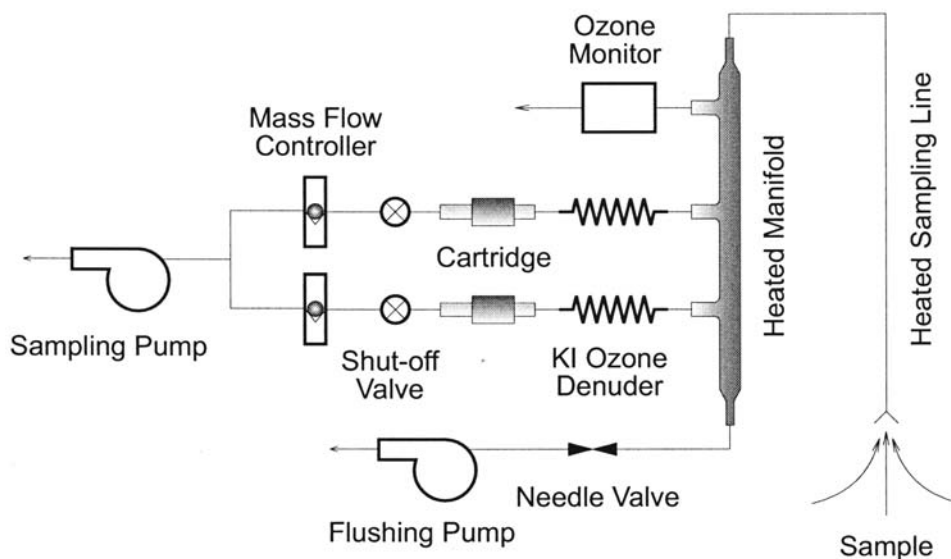 Ozone
Monitor
Mass Flow
Controller
Heated Manifold
Heated Sampling Line
Cartridge
Sampling Pump
Shut-off
Valve
KI Ozone
Denuder
Needle Valve
Flushing Pump
Sample